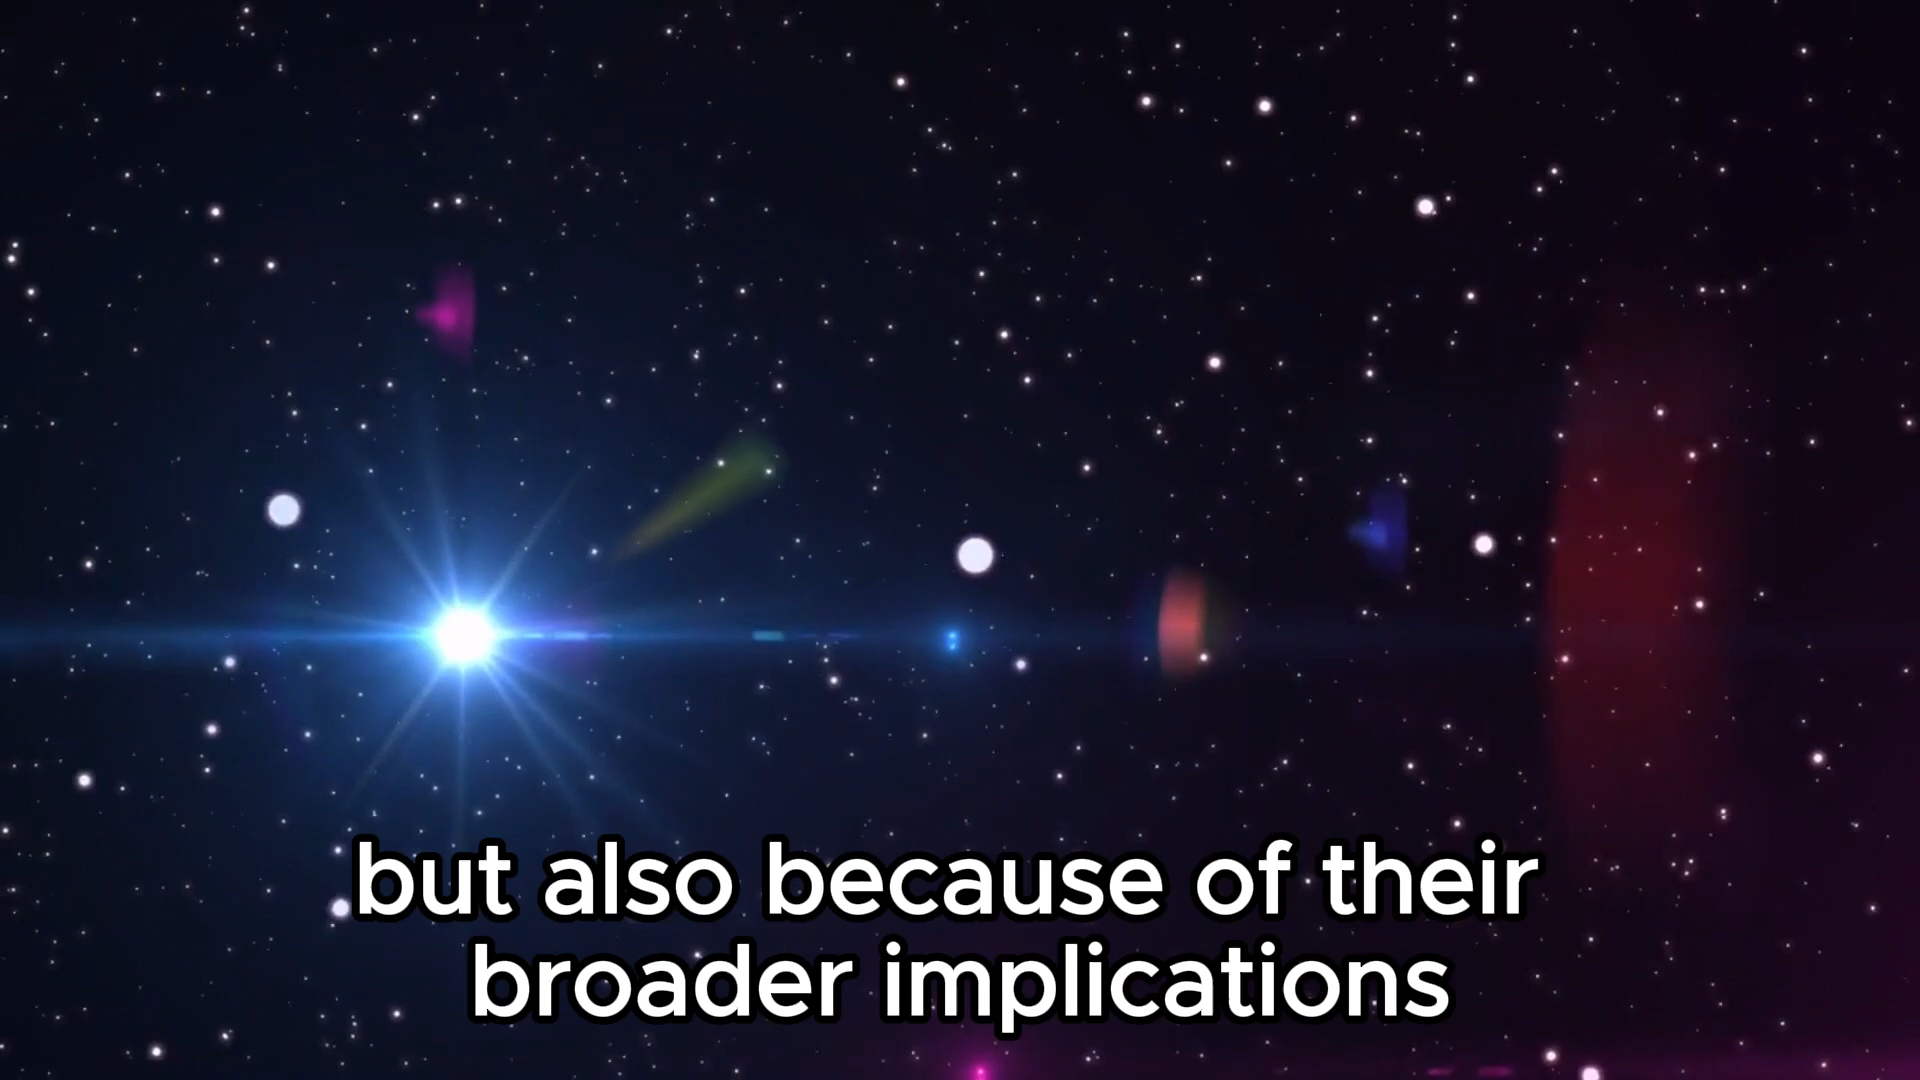 but also because of their
broader implications